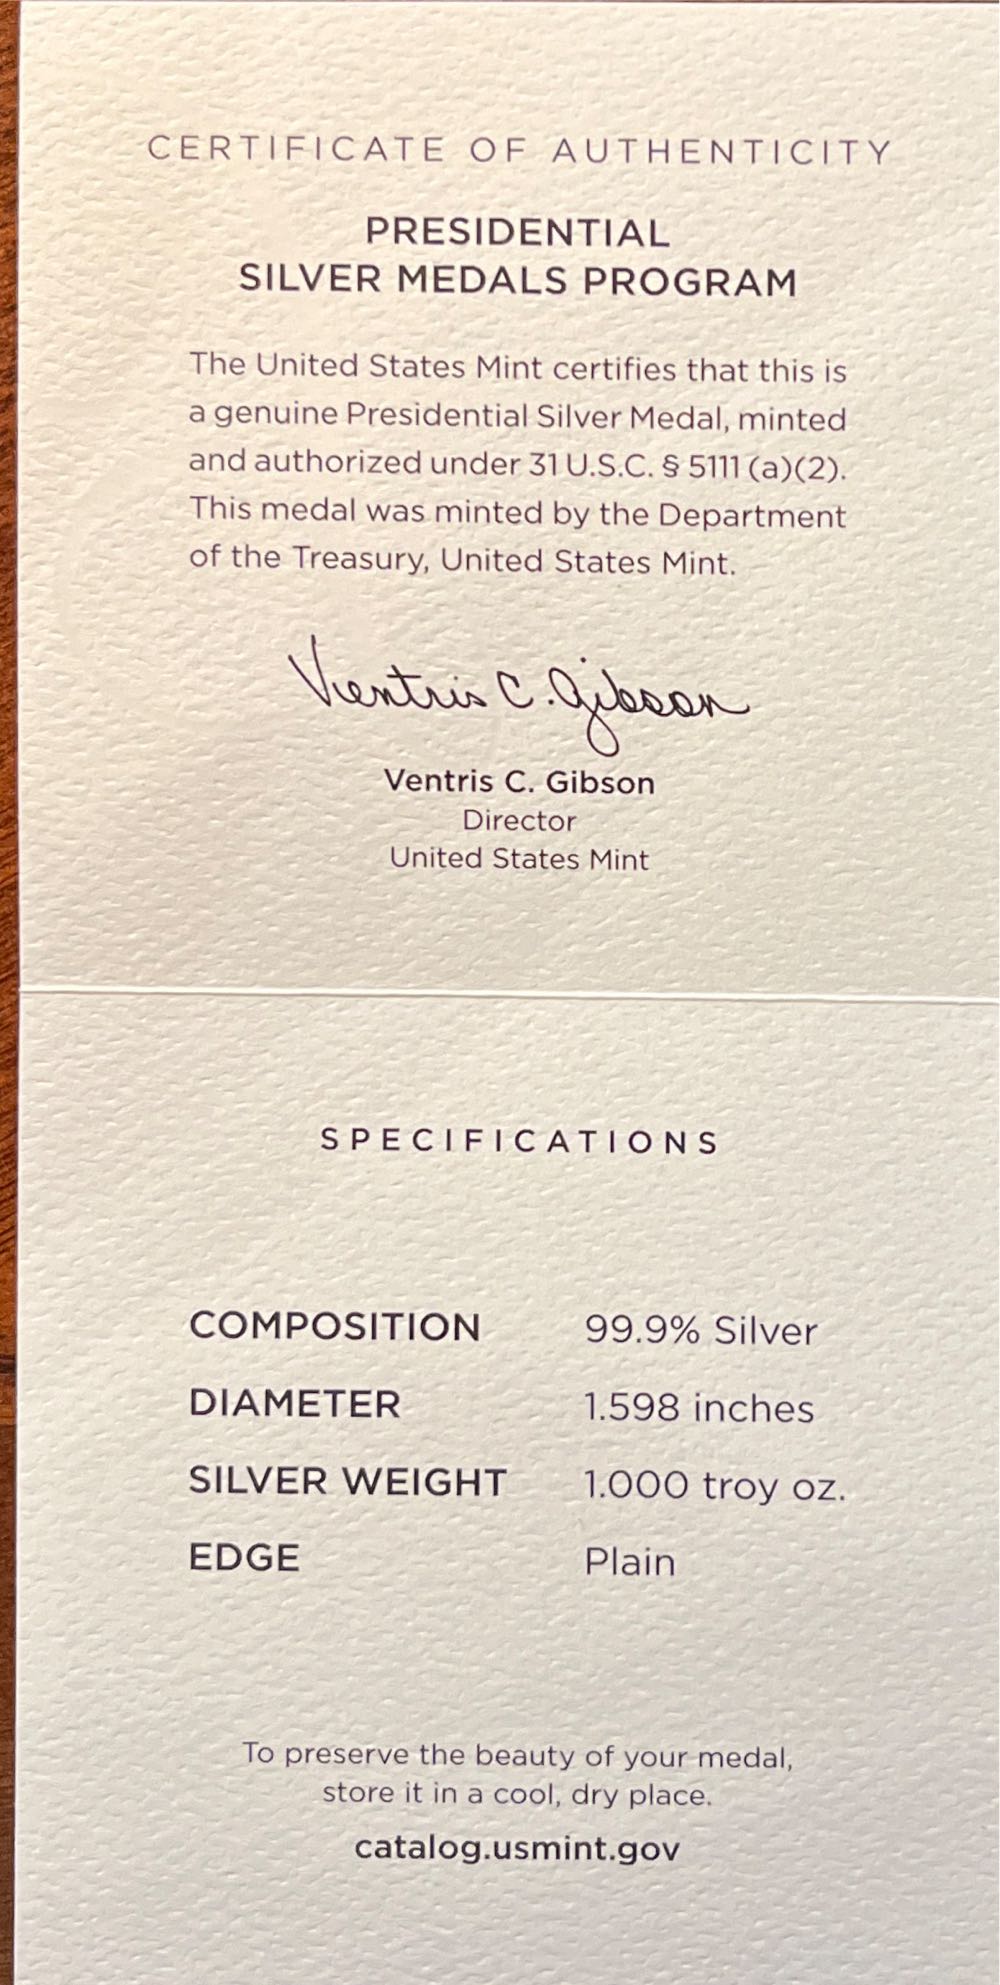 CERTIFICATE OF AUTHENTICITY
PRESIDENTIAL
SILVER MEDALS PROGRAM
The United States Mint certifies that this is
a genuine Presidential Silver Medal, minted
and authorized under 31 U.S.C. § 5111 (a)(2).
This medal was minted by the Department
of the Treasury, United States Mint.
Ventris C. Gibson
Ventris C. Gibson
Director
United States Mint
SPECIFICATIONS
COMPOSITION 99.9% Silver
DIAMETER 1.598 inches
SILVER WEIGHT 1.000 troy oz.
EDGE Plain
To preserve the beauty of your medal,
store it in a cool, dry place.
catalog.usmint.gov